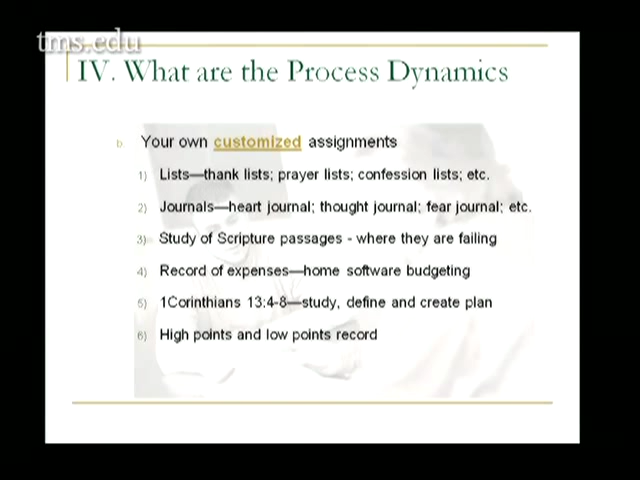 tms.edu
IV. What are the Process Dynamics
b. Your own customized assignments
1) Lists—thank lists; prayer lists; confession lists; etc.
2) Journals—heart journal; thought journal; fear journal; etc.
3) Study of Scripture passages - where they are failing
4) Record of expenses—home software budgeting
5) 1Corinthians 13:4-8—study, define and create plan
6) High points and low points record